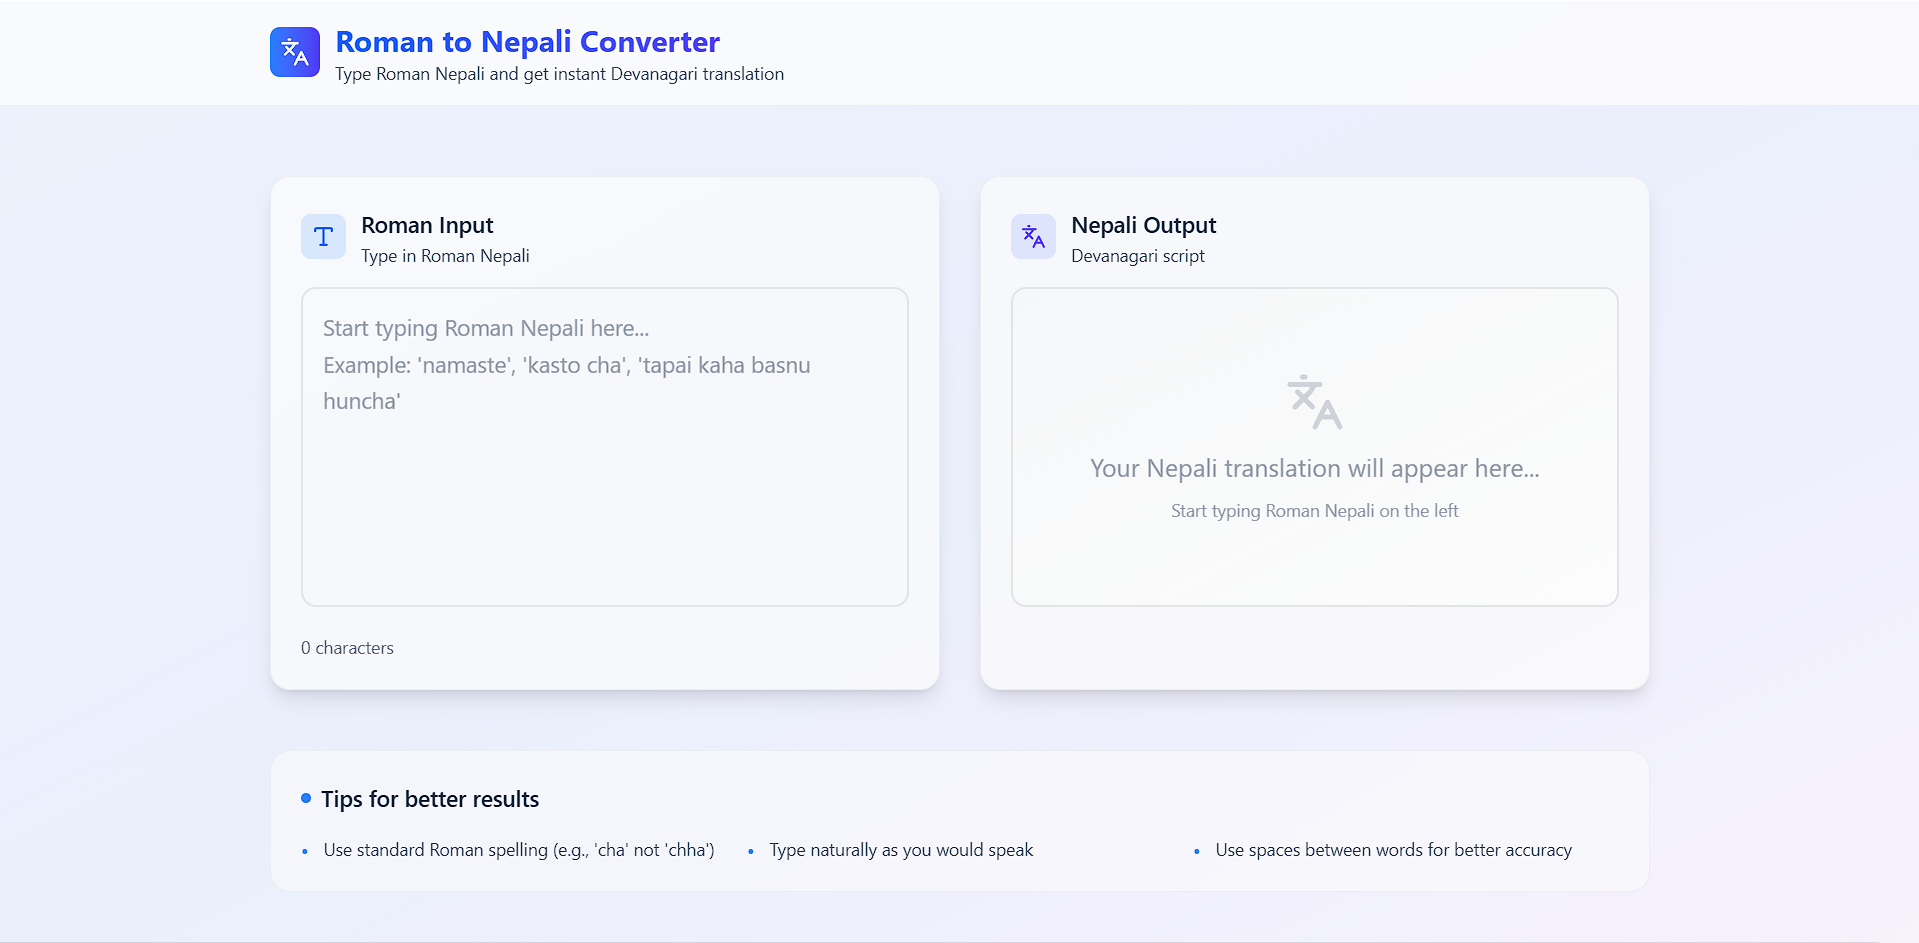 Roman to Nepali Converter
Type Roman Nepali and get instant Devanagari translation
Roman Input
Type in Roman Nepali
Start typing Roman Nepali here...
Example: 'namaste', 'kasto cha', 'tapai kaha basnu
huncha'
0 characters
Nepali Output
Devanagari script
Your Nepali translation will appear here...
Start typing Roman Nepali on the left
Tips for better results
Use standard Roman spelling (e.g., 'cha' not 'chha')
Type naturally as you would speak
Use spaces between words for better accuracy